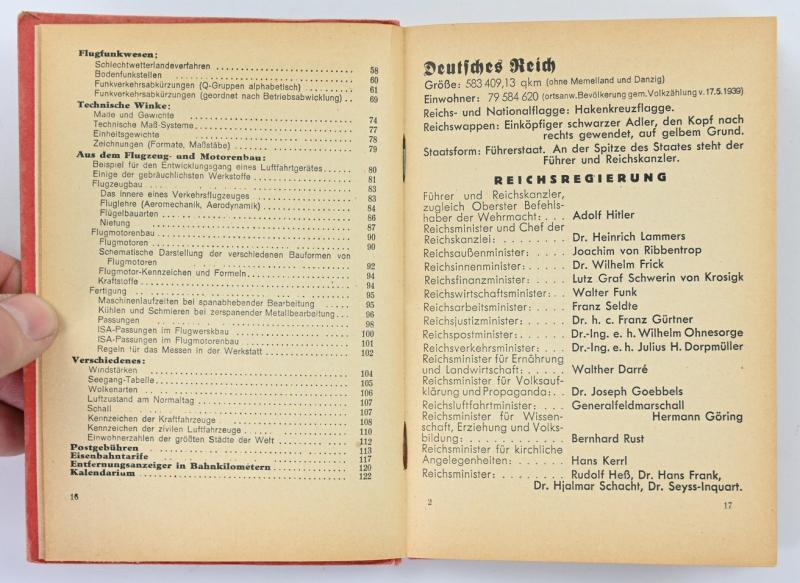 Flugfunkwesen:
Schlechtwetterlandeverfahren . . . 58
Bodenfunkstellen . . . 60
Funkverkehrsabkürzungen (Q-Gruppen alphabetisch) . . . 61
Funkverkehrsabkürzungen (geordnet nach Betriebsabwicklung) . . . 69
Technische Winke:
Maße und Gewichte . . . 74
Technische Maß-Systeme . . . 77
Einheitsgewichte . . . 78
Zeichnungen (Formate, Maßstäbe) . . . 79
Aus dem Flugzeug- und Motorenbau:
Beispiel für den Entwicklungsgang eines Luftfahrtgerätes . . . 80
Einige der gebräuchlichsten Werkstoffe . . . 81
Flugzeugbau . . . 83
Das Innere eines Verkehrsflugzeuges . . . 83
Fluglehre (Aeromechanik, Aerodynamik) . . . 84
Flügelbauarten . . . 86
Nietung . . . 87
Flugmotorenbau . . . 90
Flugmotoren . . . 90
Schematische Darstellung der verschiedenen Bauformen von
Flugmotoren . . . 92
Flugmotor-Kennzeichen und Formeln . . . 94
Kraftstoffe . . . 94
Fertigung . . . 95
Maschinenlaufzeiten bei spanabhebender Bearbeitung . . . 95
Kühlen und Schmieren bei zerspanender Metallbearbeitung . . . 96
Passungen . . . 98
ISA-Passungen im Flugwerksbau . . . 100
ISA-Passungen im Flugmotorenbau . . . 101
Regeln für das Messen in der Werkstatt . . . 102
Verschiedenes:
Windstärken . . . 104
Seegang-Tabelle . . . 105
Wolkenarten . . . 106
Luftzustand am Normaltag . . . 107
Schall . . . 107
Kennzeichen der Kraftfahrzeuge . . . 108
Kennzeichen der zivilen Luftfahrzeuge . . . 110
Einwohnerzahlen der größten Städte der Welt . . . 112
Postgebühren . . . 113
Eisenbahntarife . . . 117
Entfernungsanzeiger in Bahnkilometern . . . 120
Kalendarium . . . 122
16
Deutsches Reich
Größe: 583 409,13 qkm (ohne Memelland und Danzig)
Einwohner: 79 584 620 (ortsanw. Bevölkerung gem. Volkzählung v. 17.5.1939)
Reichs- und Nationalflagge: Hakenkreuzflagge.
Reichswappen: Einköpfiger schwarzer Adler, den Kopf nach
rechts gewendet, auf gelbem Grund.
Staatsform: Führerstaat. An der Spitze des Staates steht der
Führer und Reichskanzler.
REICHSREGIERUNG
Führer und Reichskanzler,
zugleich Oberster Befehls-
haber der Wehrmacht: . . . Adolf Hitler
Reichsminister und Chef der
Reichskanzlei: . . . . . . . . Dr. Heinrich Lammers
Reichsaußenminister: . . . . Joachim von Ribbentrop
Reichsinnenminister: . . . . Dr. Wilhelm Frick
Reichsfinanzminister: . . . . Lutz Graf Schwerin von Krosigk
Reichswirtschaftsminister: . . Walter Funk
Reichsarbeitsminister: . . . . Franz Seldte
Reichsjustizminister: . . . . Dr. h. c. Franz Gürtner
Reichspostminister: . . . . . Dr.-Ing. e. h. Wilhelm Ohnesorge
Reichsverkehrsminister: . . . Dr.-Ing. e. h. Julius H. Dorpmüller
Reichsminister für Ernährung
und Landwirtschaft: . . . . Walther Darré
Reichsminister für Volksauf-
klärung und Propaganda: . . Dr. Joseph Goebbels
Reichsluftfahrtminister: . . . Generalfeldmarschall
Hermann Göring
Reichsminister für Wissen-
schaft, Erziehung und Volks-
bildung: . . . . . . . . . . Bernhard Rust
Reichsminister für kirchliche
Angelegenheiten: . . . . . . Hans Kerrl
Reichsminister: . . . . . . . Rudolf Heß, Dr. Hans Frank,
Dr. Hjalmar Schacht, Dr. Seyss-Inquart.
2
17